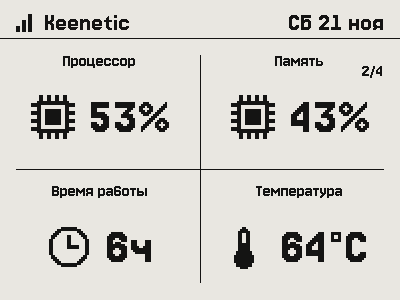 Keenetic
Сб 21 ноя
Процессор
Память
2/4
53%
43%
Время работы
Температура
6ч
64°C